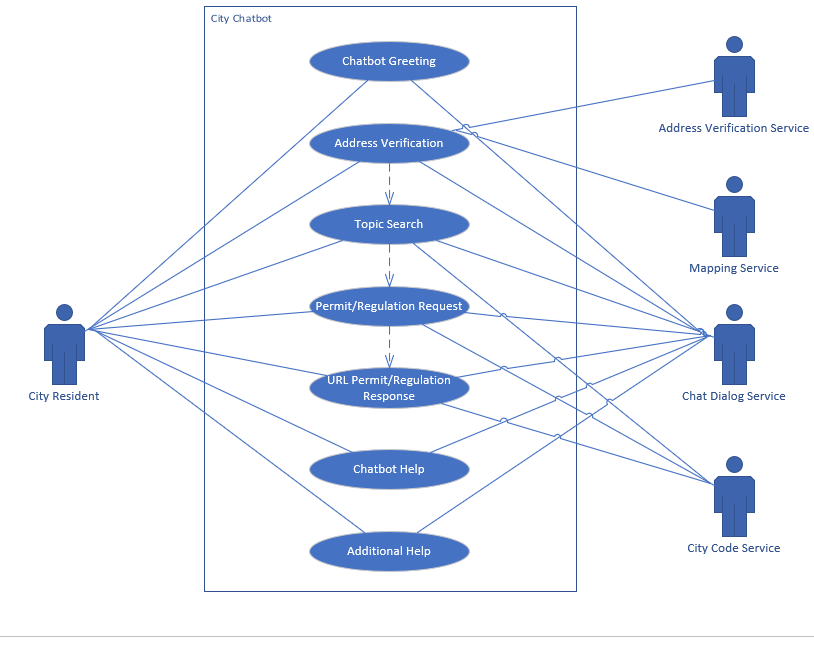 City Chatbot
Chatbot Greeting
Address Verification
Topic Search
Permit/Regulation Request
URL Permit/Regulation
Response
Chatbot Help
Additional Help
City Resident
Address Verification Service
Mapping Service
Chat Dialog Service
City Code Service